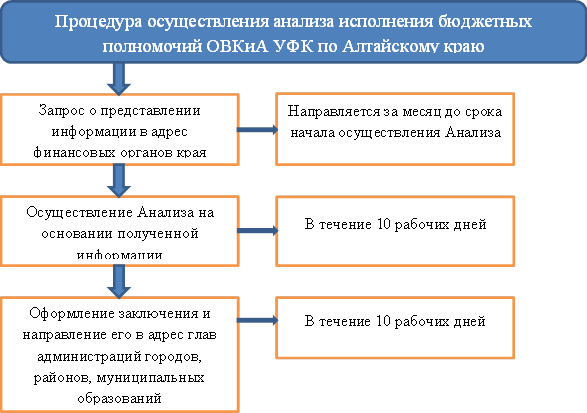 Процедура осуществления анализа исполнения бюджетных
полномочий ОВКиА УФК по Алтайскому краю
Запрос о представлении
информации в адрес
финансовых органов края
Направляется за месяц до срока
начала осуществления Анализа
Осуществление Анализа на
основании полученной
информации
В течение 10 рабочих дней
Оформление заключения и
направление его в адрес глав
администраций городов,
районов, муниципальных
образований
В течение 10 рабочих дней